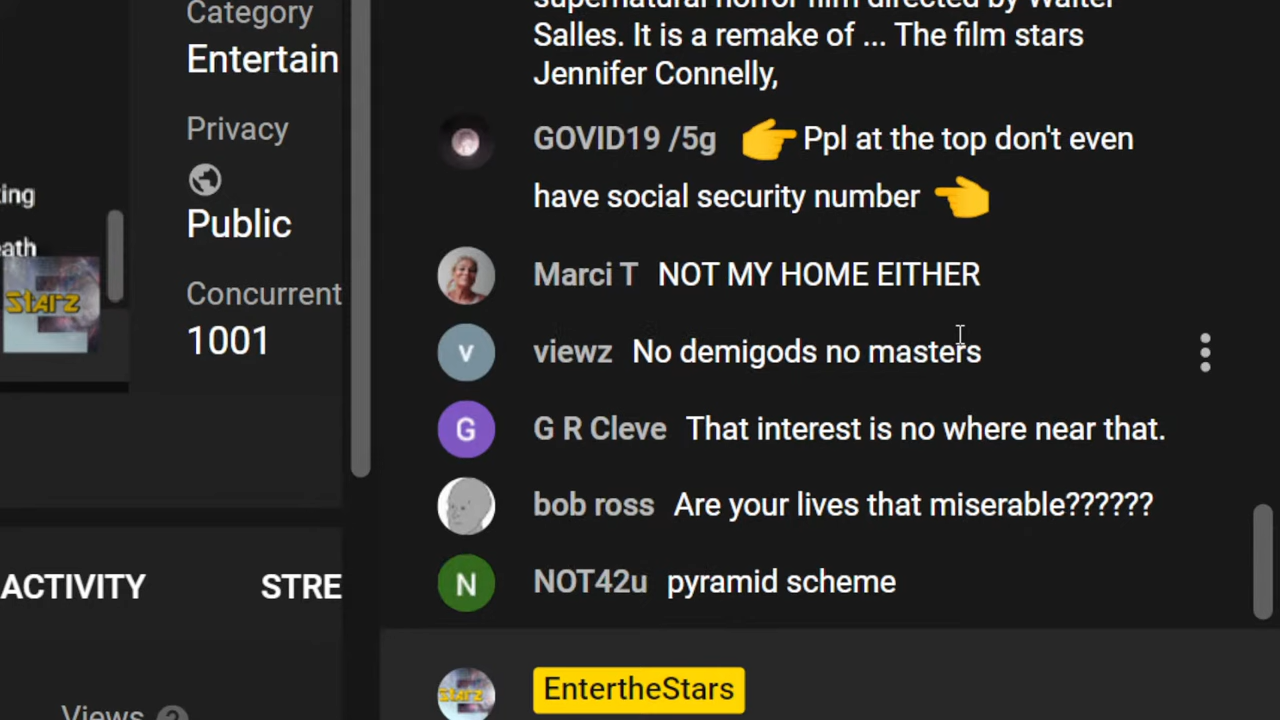 Category
Entertain
Privacy
Public
Concurrent
1001
ACTIVITY STRE
Views
Starz
Salles. It is a remake of ... The film stars
Jennifer Connelly,
GOVID19 /5g 👉 Ppl at the top don't even
have social security number 👈
Marci T NOT MY HOME EITHER
v viewz No demigods no masters
G G R Cleve That interest is no where near that.
bob ross Are your lives that miserable??????
N NOT42u pyramid scheme
Starz EntertheStars